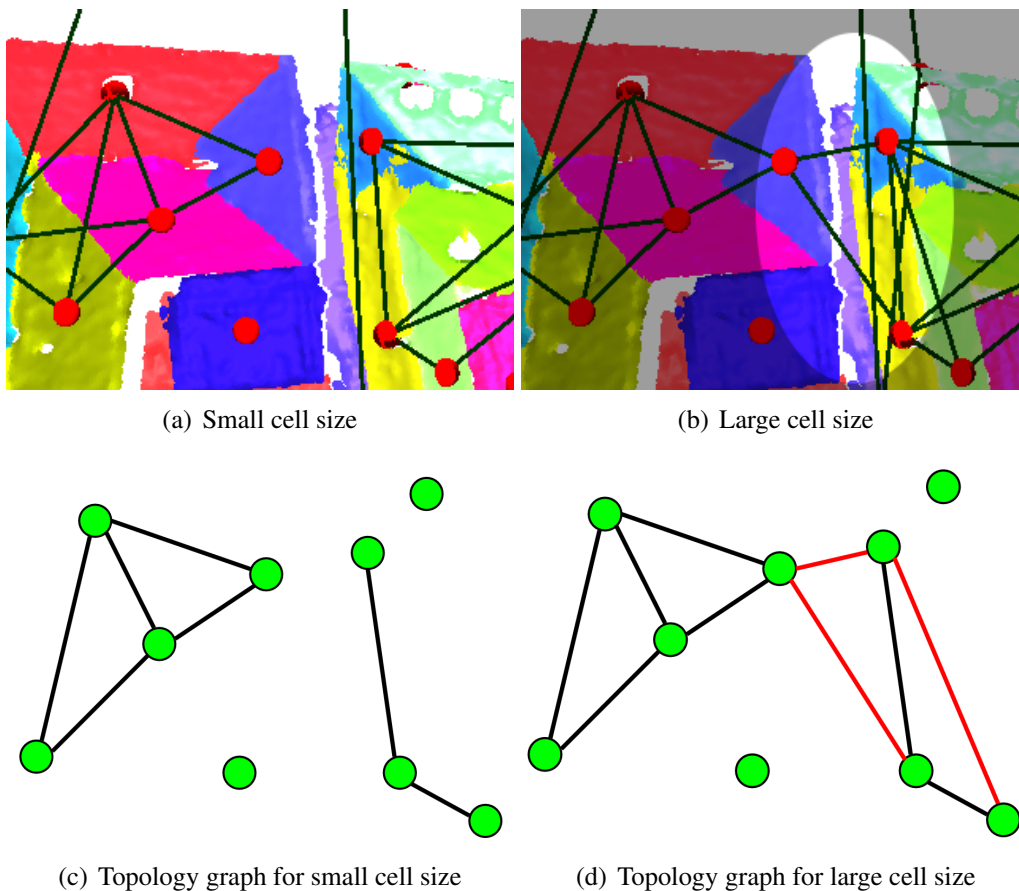 (a) Small cell size
(b) Large cell size
(c) Topology graph for small cell size
(d) Topology graph for large cell size